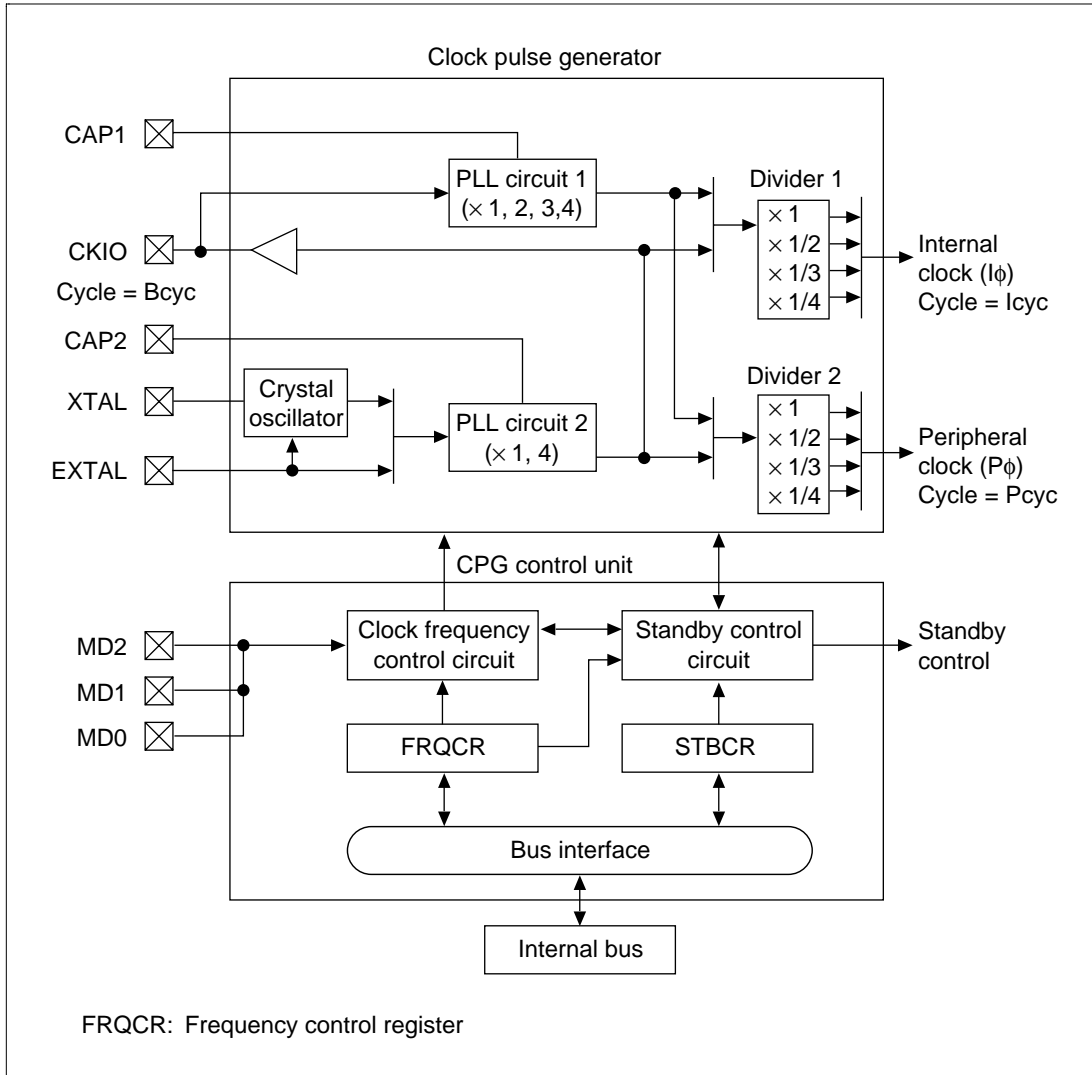 Clock pulse generator
CAP1
PLL circuit 1
(× 1, 2, 3,4)
CKIO
Cycle = Bcyc
Divider 1
× 1
× 1/2
× 1/3
× 1/4
Internal
clock (Iϕ)
Cycle = Icyc
CAP2
XTAL
Crystal
oscillator
EXTAL
PLL circuit 2
(× 1, 4)
Divider 2
× 1
× 1/2
× 1/3
× 1/4
Peripheral
clock (Pϕ)
Cycle = Pcyc
CPG control unit
MD2
MD1
MD0
Clock frequency
control circuit
Standby control
circuit
Standby
control
FRQCR
STBCR
Bus interface
Internal bus
FRQCR: Frequency control register